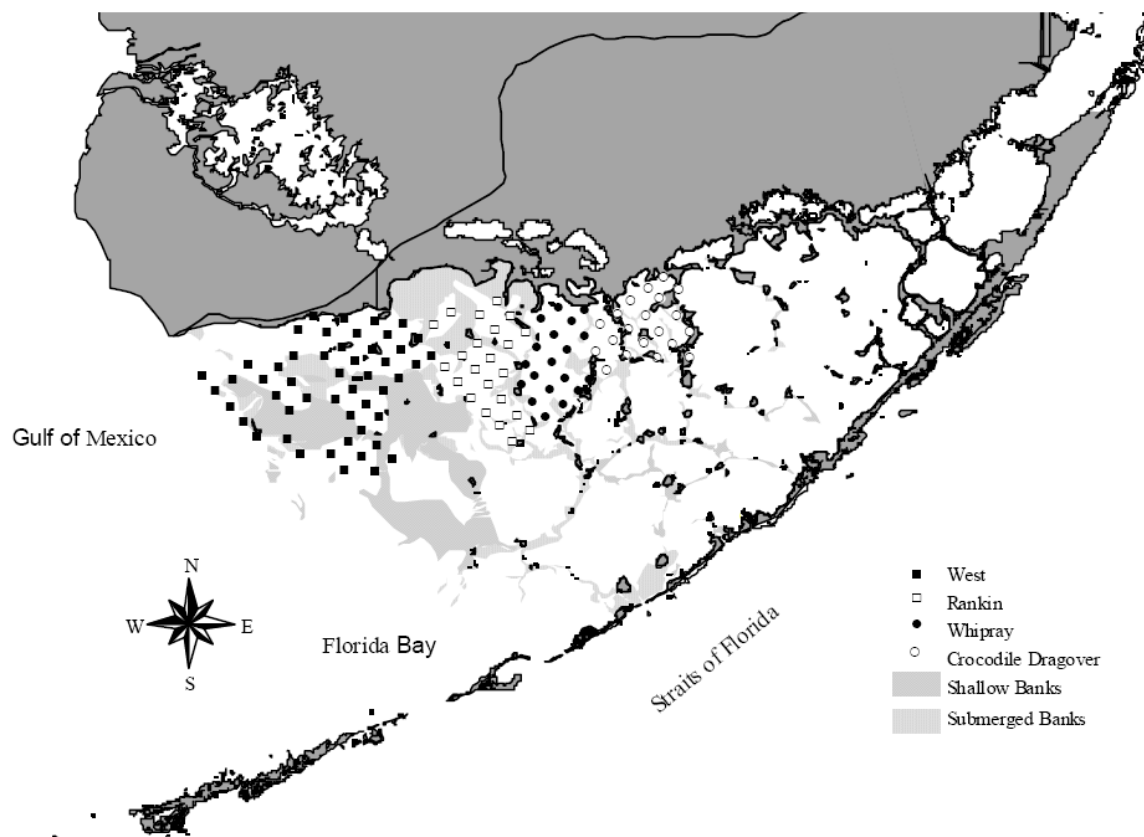 Gulf of Mexico
N
W
E
S
Florida Bay
Straits of Florida
West
Rankin
Whipray
Crocodile Dragover
Shallow Banks
Submerged Banks